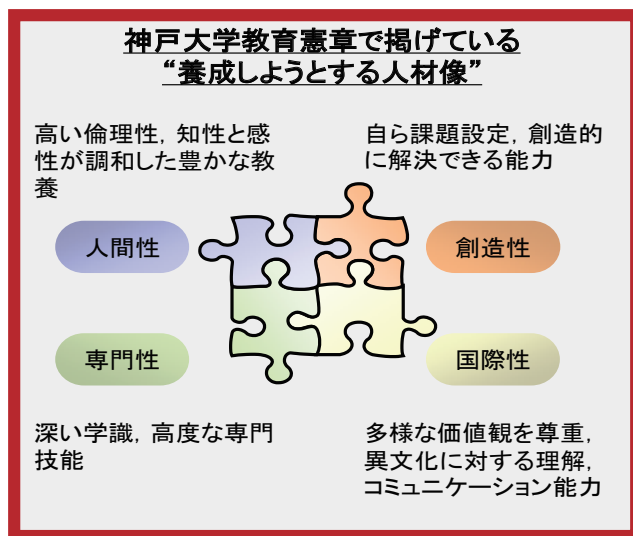 神戸大学教育憲章で掲げている
“養成しようとする人材像”
高い倫理性，知性と感
性が調和した豊かな教
養
自ら課題設定，創造的
に解決できる能力
人間性
創造性
専門性
国際性
深い学識，高度な専門
技能
多様な価値観を尊重，
異文化に対する理解，
コミュニケーション能力